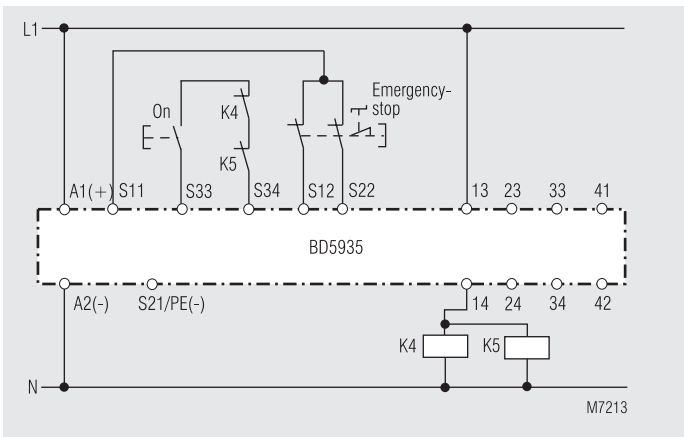 L1
Emergency-
stop
On
K4
K5
A1(+) S11 S33 S34 S12 S22 13 23 33 41
BD5935
A2(-) S21/PE(-) 14 24 34 42
K4 K5
N
M7213